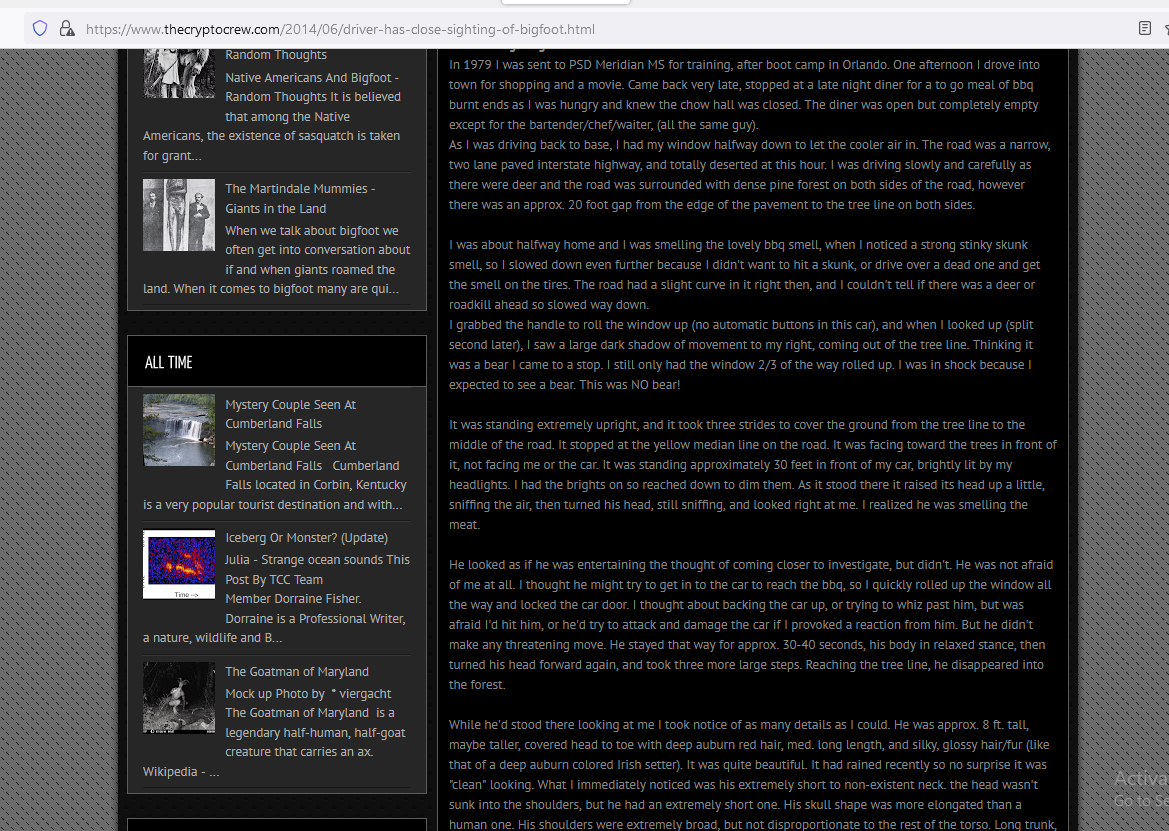 https://www.thecryptocrew.com/2014/06/driver-has-close-sighting-of-bigfoot.html
Random Thoughts
Native Americans And Bigfoot -
Random Thoughts It is believed
that among the Native
Americans, the existence of sasquatch is taken
for grant...
The Martindale Mummies -
Giants in the Land
When we talk about bigfoot we
often get into conversation about
if and when giants roamed the
land. When it comes to bigfoot many are qui...
ALL TIME
Mystery Couple Seen At
Cumberland Falls
Mystery Couple Seen At
Cumberland Falls   Cumberland
Falls located in Corbin, Kentucky
is a very popular tourist destination and with...
Iceberg Or Monster? (Update)
Julia - Strange ocean sounds This
Post By TCC Team
Member Dorraine Fisher.
Dorraine is a Professional Writer,
a nature, wildlife and B...
Time -->
The Goatman of Maryland
Mock up Photo by  * viergacht
The Goatman of Maryland  is a
legendary half-human, half-goat
creature that carries an ax.
Wikipedia - ...
In 1979 I was sent to PSD Meridian MS for training, after boot camp in Orlando. One afternoon I drove into
town for shopping and a movie. Came back very late, stopped at a late night diner for a to go meal of bbq
burnt ends as I was hungry and knew the chow hall was closed. The diner was open but completely empty
except for the bartender/chef/waiter, (all the same guy).
As I was driving back to base, I had my window halfway down to let the cooler air in. The road was a narrow,
two lane paved interstate highway, and totally deserted at this hour. I was driving slowly and carefully as
there were deer and the road was surrounded with dense pine forest on both sides of the road, however
there was an approx. 20 foot gap from the edge of the pavement to the tree line on both sides.
I was about halfway home and I was smelling the lovely bbq smell, when I noticed a strong stinky skunk
smell, so I slowed down even further because I didn't want to hit a skunk, or drive over a dead one and get
the smell on the tires. The road had a slight curve in it right then, and I couldn't tell if there was a deer or
roadkill ahead so slowed way down.
I grabbed the handle to roll the window up (no automatic buttons in this car), and when I looked up (split
second later), I saw a large dark shadow of movement to my right, coming out of the tree line. Thinking it
was a bear I came to a stop. I still only had the window 2/3 of the way rolled up. I was in shock because I
expected to see a bear. This was NO bear!
It was standing extremely upright, and it took three strides to cover the ground from the tree line to the
middle of the road. It stopped at the yellow median line on the road. It was facing toward the trees in front of
it, not facing me or the car. It was standing approximately 30 feet in front of my car, brightly lit by my
headlights. I had the brights on so reached down to dim them. As it stood there it raised its head up a little,
sniffing the air, then turned his head, still sniffing, and looked right at me. I realized he was smelling the
meat.
He looked as if he was entertaining the thought of coming closer to investigate, but didn't. He was not afraid
of me at all. I thought he might try to get in to the car to reach the bbq, so I quickly rolled up the window all
the way and locked the car door. I thought about backing the car up, or trying to whiz past him, but was
afraid I'd hit him, or he'd try to attack and damage the car if I provoked a reaction from him. But he didn't
make any threatening move. He stayed that way for approx. 30-40 seconds, his body in relaxed stance, then
turned his head forward again, and took three more large steps. Reaching the tree line, he disappeared into
the forest.
While he'd stood there looking at me I took notice of as many details as I could. He was approx. 8 ft. tall,
maybe taller, covered head to toe with deep auburn red hair, med. long length, and silky, glossy hair/fur (like
that of a deep auburn colored Irish setter). It was quite beautiful. It had rained recently so no surprise it was
"clean" looking. What I immediately noticed was his extremely short to non-existent neck. the head wasn't
sunk into the shoulders, but he had an extremely short one. His skull shape was more elongated than a
human one. His shoulders were extremely broad, but not disproportionate to the rest of the torso. Long trunk,
Activa
Go to S